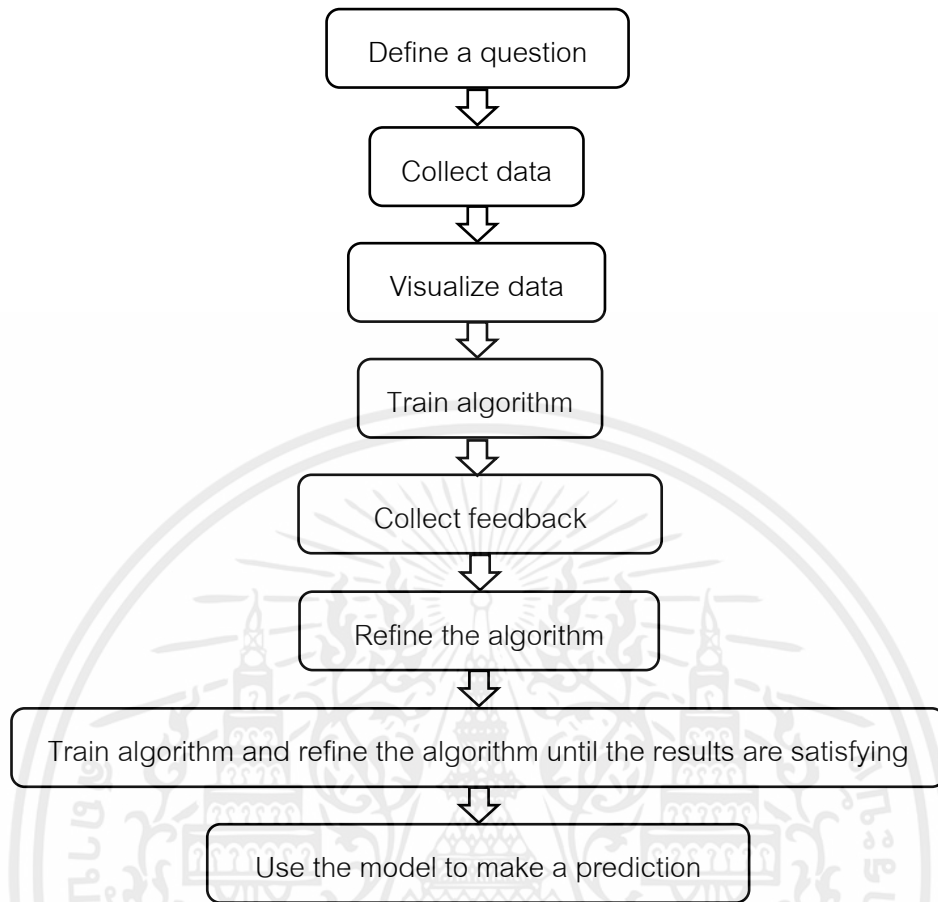 Define a question
Collect data
Visualize data
Train algorithm
Collect feedback
Refine the algorithm
Train algorithm and refine the algorithm until the results are satisfying
Use the model to make a prediction